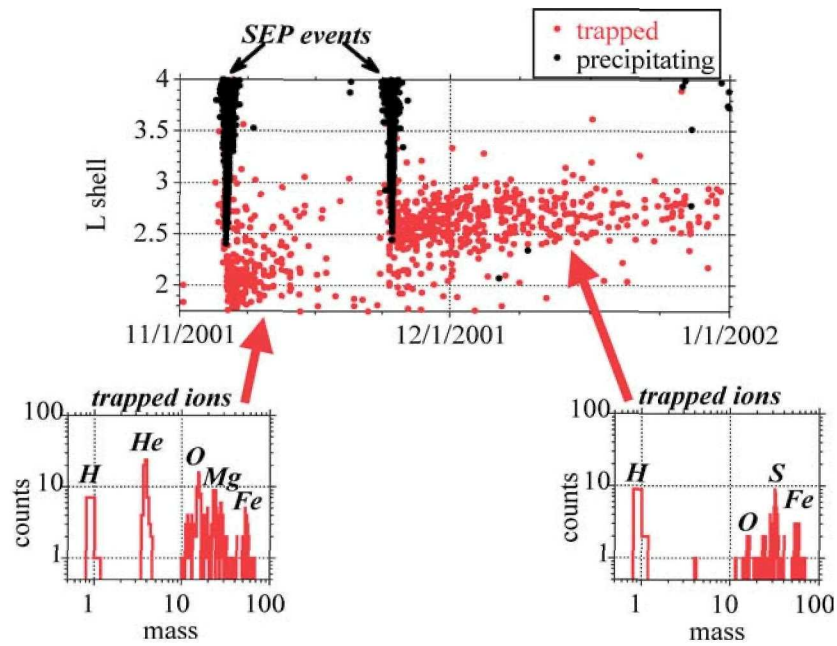 SEP events
trapped
precipitating
4
3.5
3
2.5
2
L shell
11/1/2001
12/1/2001
1/1/2002
trapped ions
100
10
1
counts
H
He
O
Mg
Fe
1
10
100
mass
trapped ions
100
10
1
counts
H
O
S
Fe
1
10
100
mass